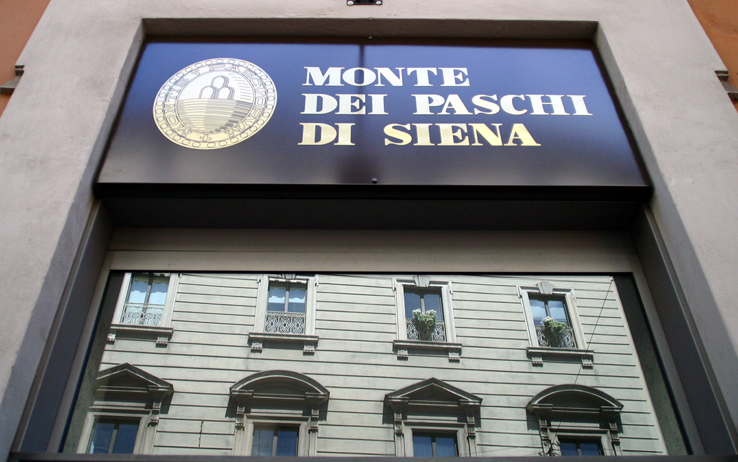 MONTE
DEI PASCHI
DI SIENA